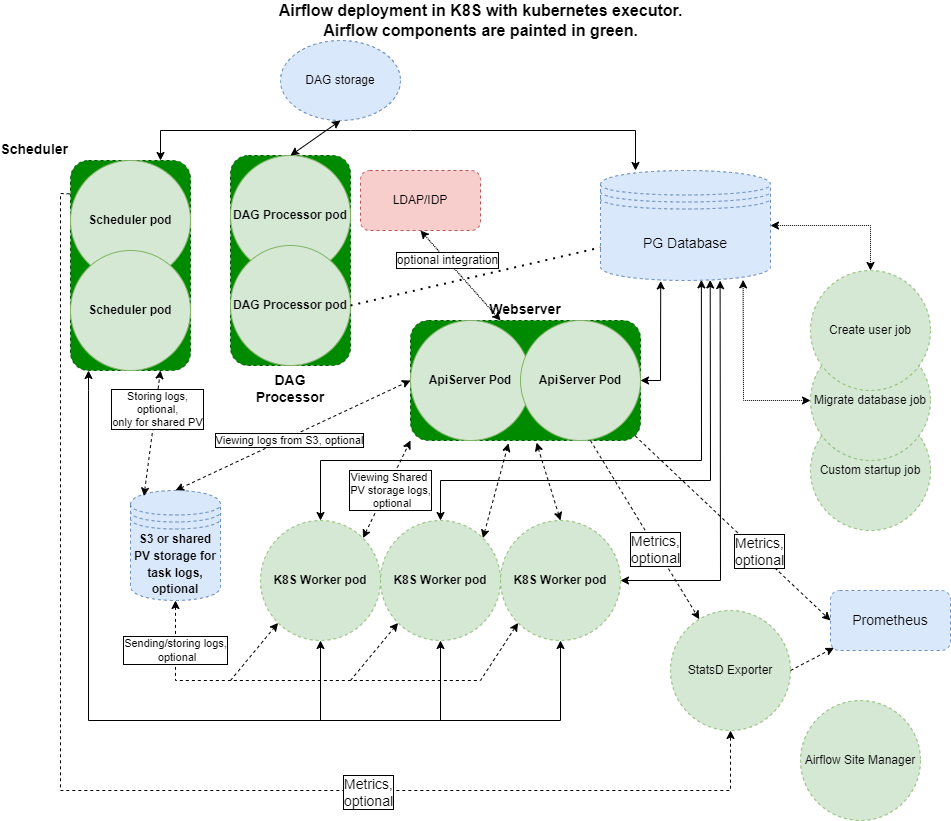 Airflow deployment in K8S with kubernetes executor.
Airflow components are painted in green.
DAG storage
Scheduler
Scheduler pod
Scheduler pod
DAG Processor pod
DAG Processor pod
DAG
Processor
LDAP/IDP
optional integration
PG Database
Webserver
ApiServer Pod
ApiServer Pod
Create user job
Migrate database job
Custom startup job
Storing logs,
optional,
only for shared PV
Viewing logs from S3, optional
Viewing Shared
PV storage logs,
optional
S3 or shared
PV storage for
task logs,
optional
K8S Worker pod
K8S Worker pod
K8S Worker pod
Metrics,
optional
Metrics,
optional
Sending/storing logs,
optional
Prometheus
StatsD Exporter
Airflow Site Manager
Metrics,
optional